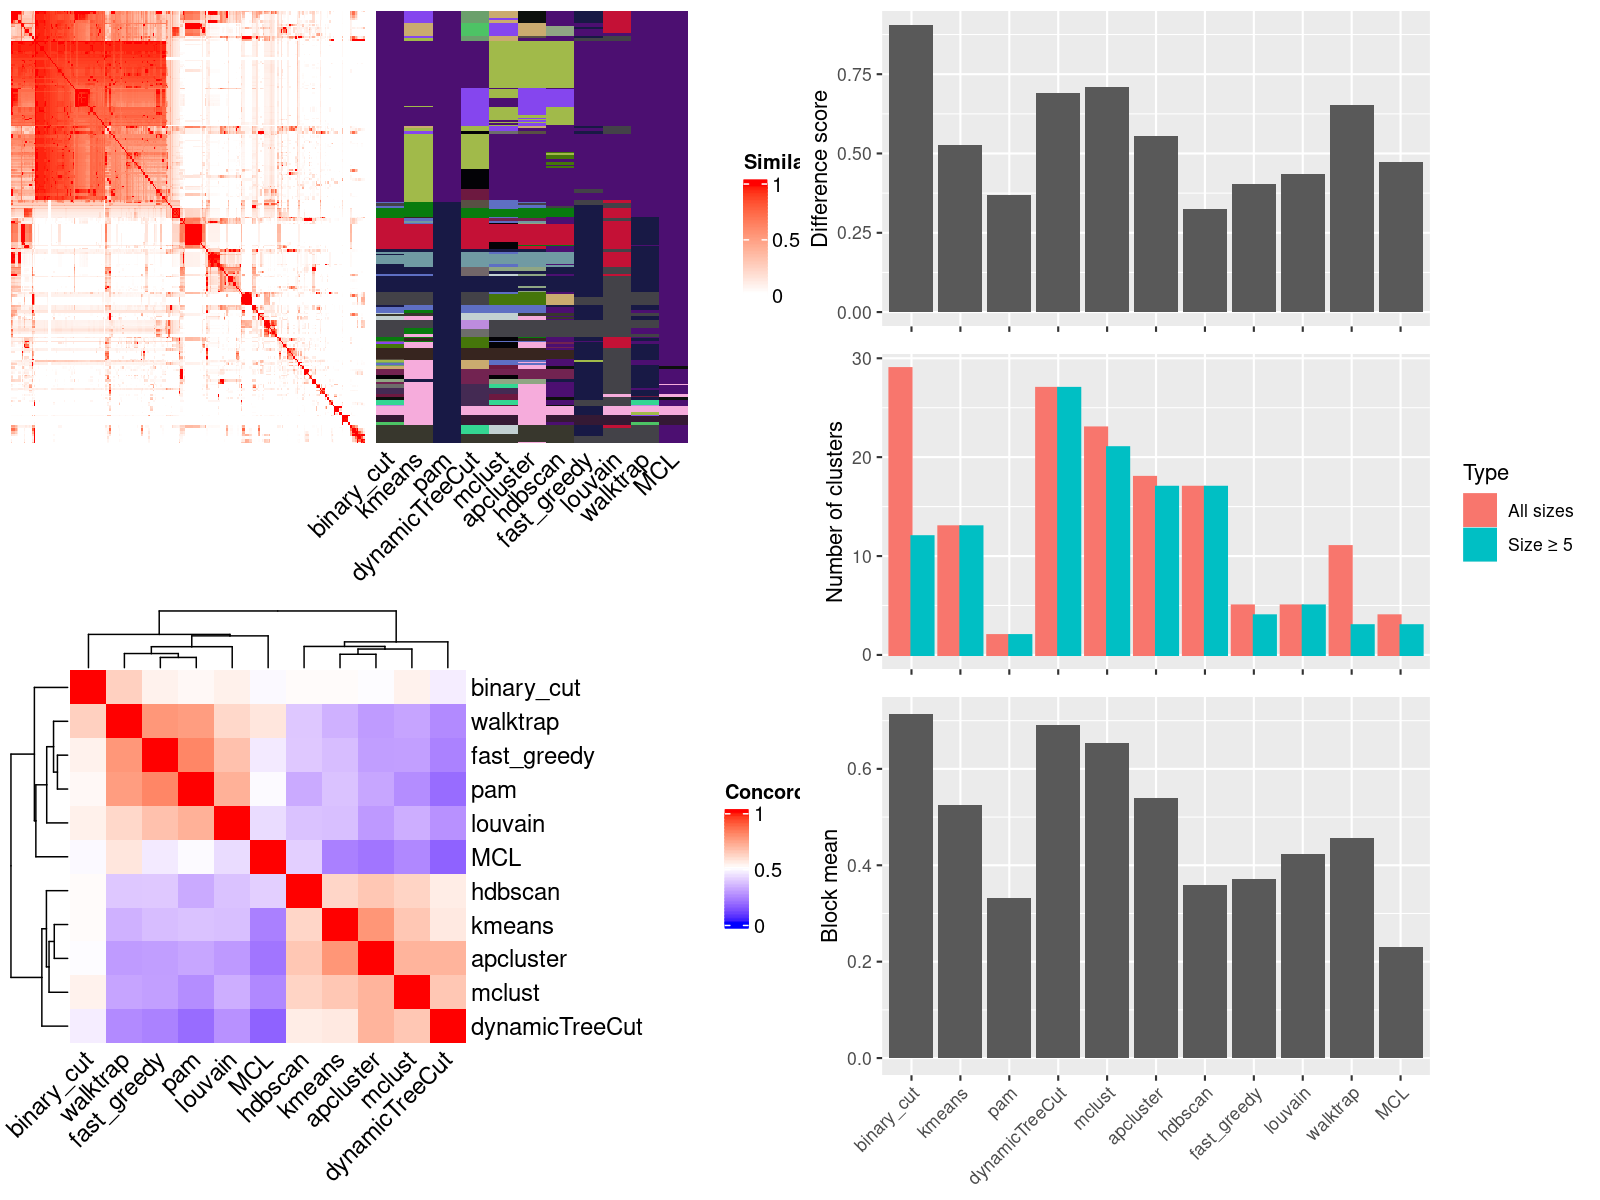 Simila
1
0.5
0
binary_cut
kmeans
pam
dynamicTreeCut
mclust
apcluster
hdbscan
fast_greedy
louvain
walktrap
MCL
binary_cut
walktrap
fast_greedy
pam
louvain
MCL
hdbscan
kmeans
apcluster
mclust
dynamicTreeCut
Concord
1
0.5
0
binary_cut
walktrap
fast_greedy
pam
louvain
MCL
hdbscan
kmeans
apcluster
mclust
dynamicTreeCut
Difference score
0.75
0.50
0.25
0.00
Number of clusters
30
20
10
0
Type
All sizes
Size ≥ 5
Block mean
0.6
0.4
0.2
0.0
binary_cut
kmeans
pam
dynamicTreeCut
mclust
apcluster
hdbscan
fast_greedy
louvain
walktrap
MCL